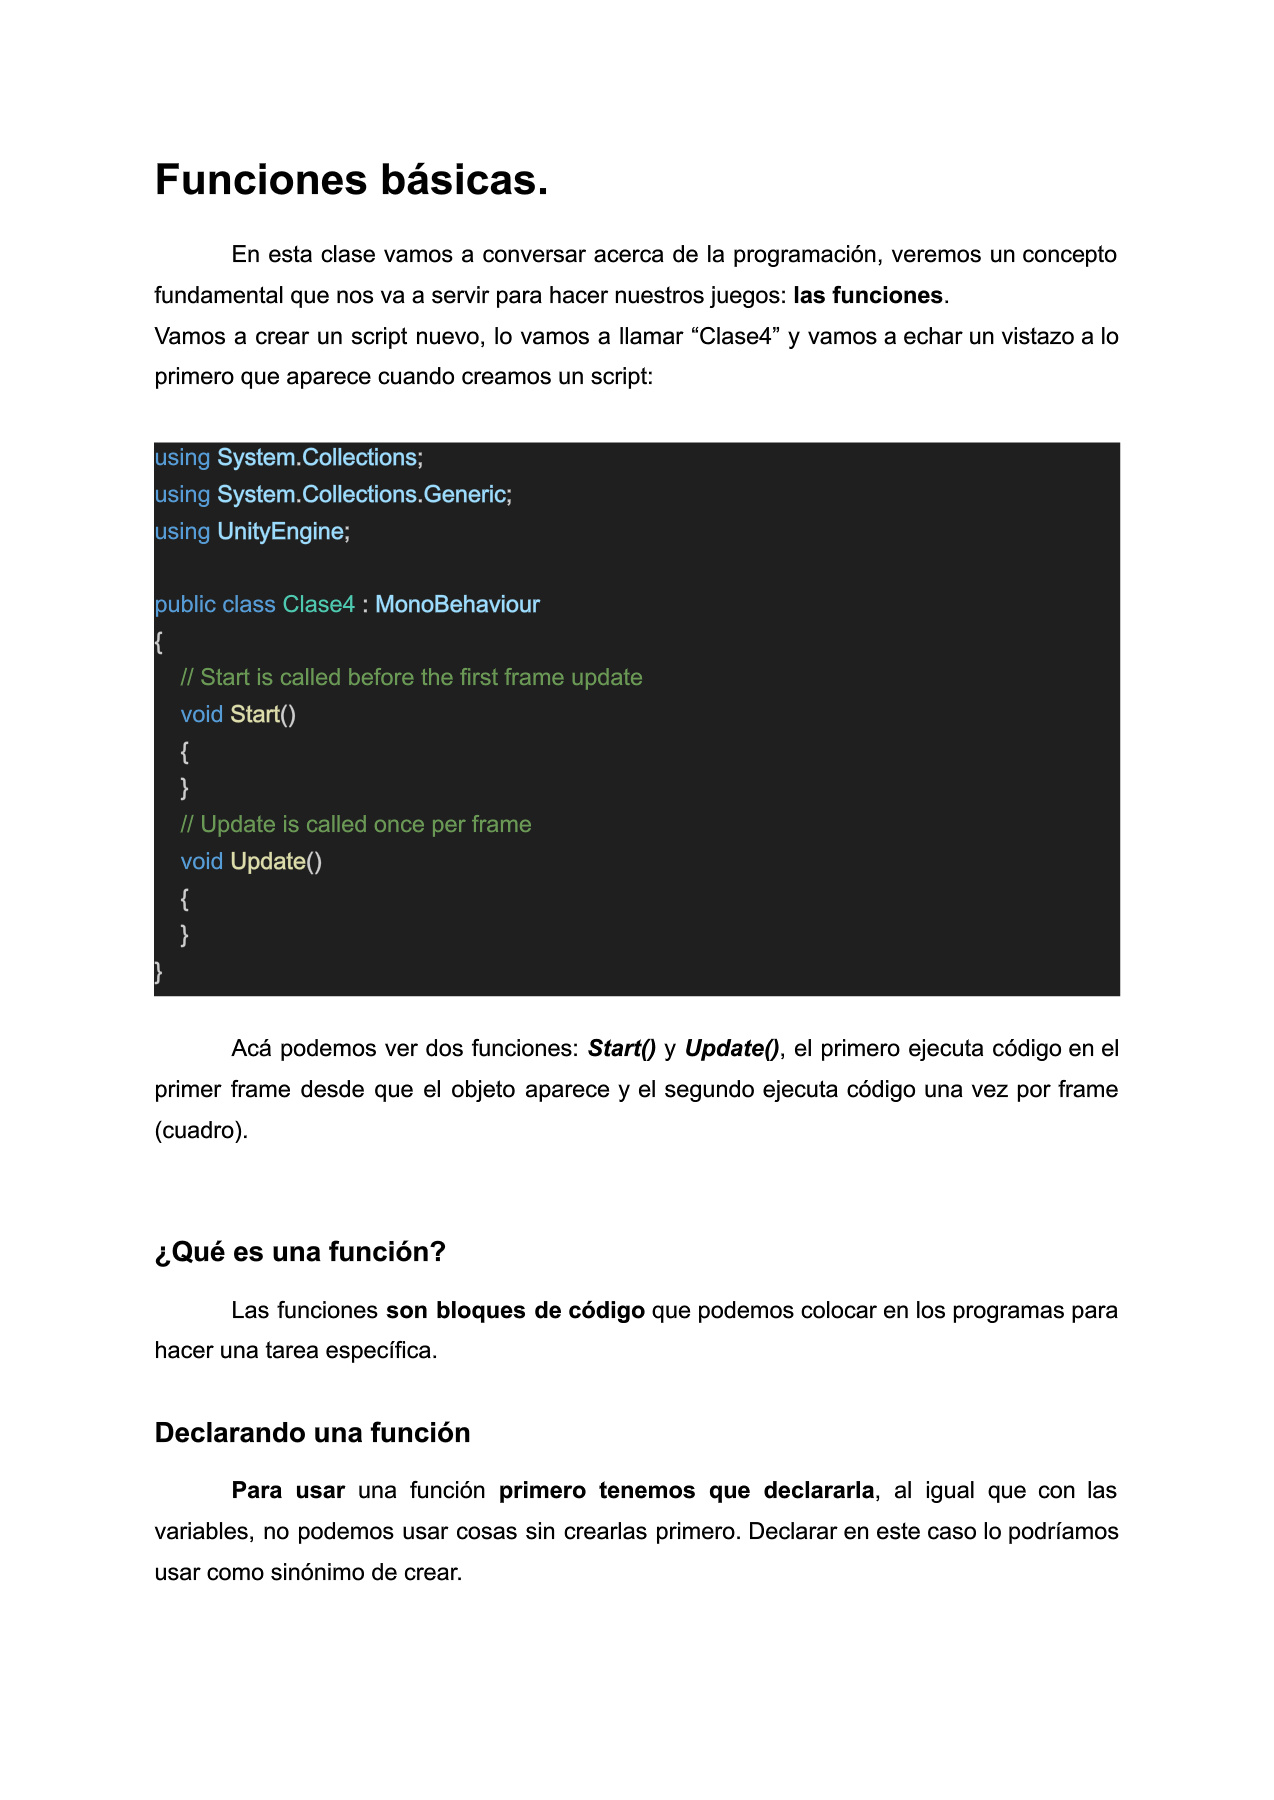 Funciones básicas.
En esta clase vamos a conversar acerca de la programación, veremos un concepto
fundamental que nos va a servir para hacer nuestros juegos: las funciones.
Vamos a crear un script nuevo, lo vamos a llamar “Clase4” y vamos a echar un vistazo a lo
primero que aparece cuando creamos un script:
using System.Collections;
using System.Collections.Generic;
using UnityEngine;
public class Clase4 : MonoBehaviour
{
// Start is called before the first frame update
void Start()
{
}
// Update is called once per frame
void Update()
{
}
}
Acá podemos ver dos funciones: Start() y Update(), el primero ejecuta código en el
primer frame desde que el objeto aparece y el segundo ejecuta código una vez por frame
(cuadro).
¿Qué es una función?
Las funciones son bloques de código que podemos colocar en los programas para
hacer una tarea específica.
Declarando una función
Para usar una función primero tenemos que declararla, al igual que con las
variables, no podemos usar cosas sin crearlas primero. Declarar en este caso lo podríamos
usar como sinónimo de crear.